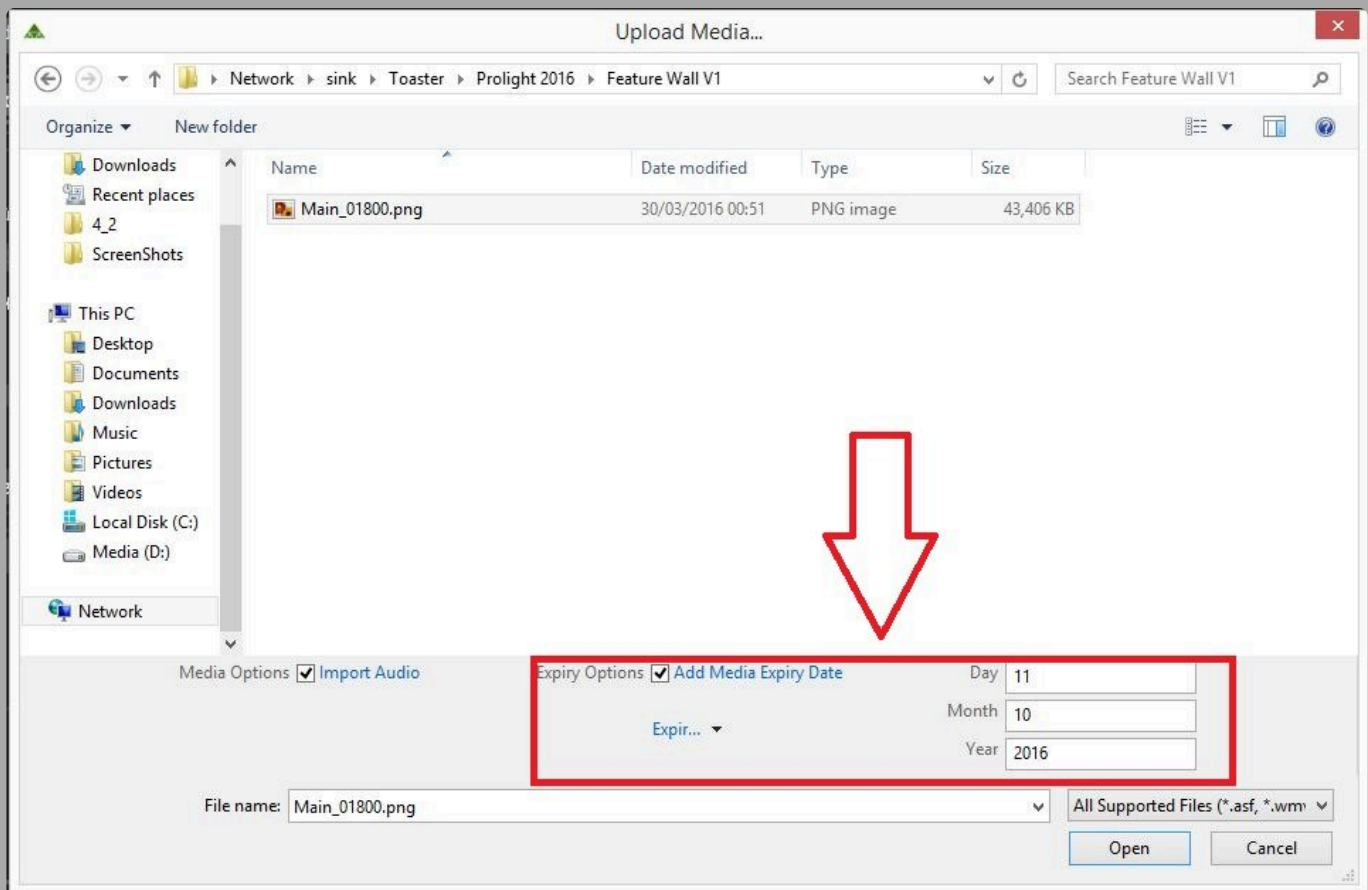 Upload Media...
Network sink Toaster Prolight 2016 Feature Wall V1
Search Feature Wall V1
Organize New folder
Name Date modified Type Size
Main_01800.png 30/03/2016 00:51 PNG image 43,406 KB
Downloads
Recent places
4_2
ScreenShots
This PC
Desktop
Documents
Downloads
Music
Pictures
Videos
Local Disk (C:)
Media (D:)
Network
Media Options Import Audio Expiry Options Add Media Expiry Date Day 11
Month 10
Expir...
Year 2016
File name: Main_01800.png All Supported Files (*.asf, *.wm
Open Cancel